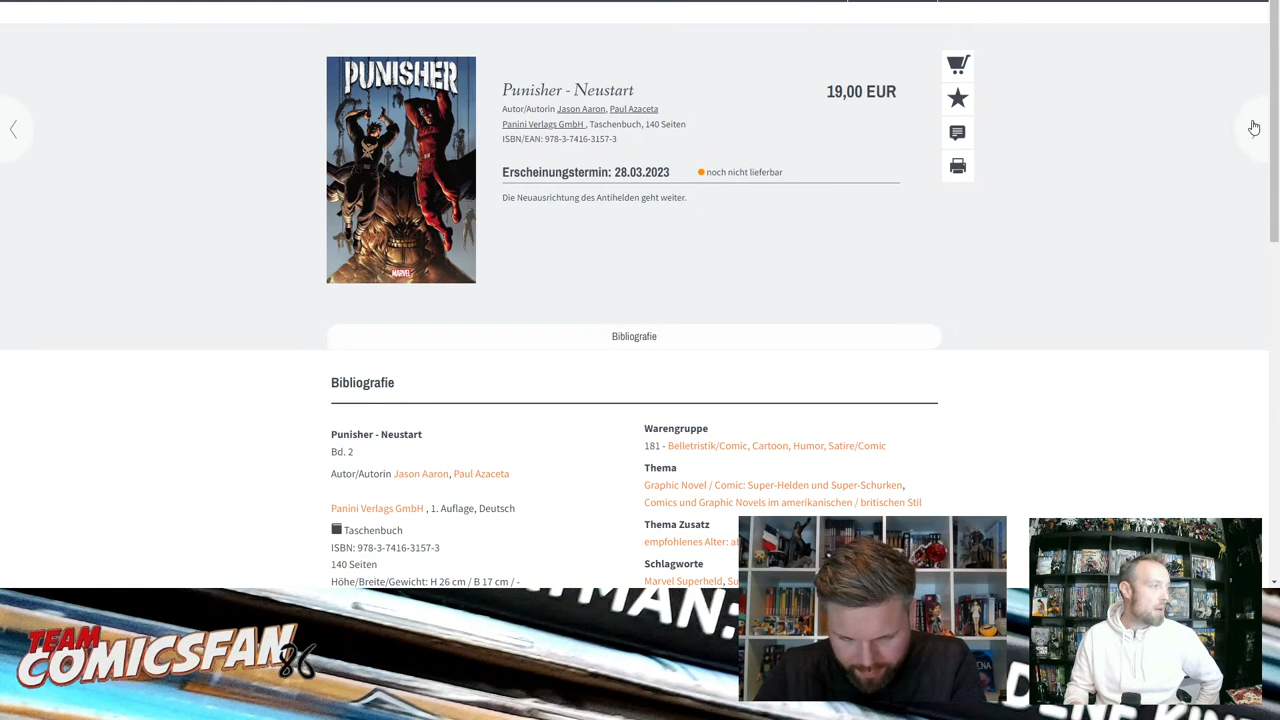 PUNISHER
MARVEL
Punisher - Neustart
19,00 EUR
Autor/Autorin Jason Aaron, Paul Azaceta
Panini Verlags GmbH , Taschenbuch, 140 Seiten
ISBN/EAN: 978-3-7416-3157-3
Erscheinungstermin: 28.03.2023
noch nicht lieferbar
Die Neuausrichtung des Antihelden geht weiter.
Bibliografie
Bibliografie
Punisher - Neustart
Bd. 2
Autor/Autorin Jason Aaron, Paul Azaceta
Panini Verlags GmbH , 1. Auflage, Deutsch
Taschenbuch
ISBN: 978-3-7416-3157-3
140 Seiten
Höhe/Breite/Gewicht: H 26 cm / B 17 cm / -
Warengruppe
181 - Belletristik/Comic, Cartoon, Humor, Satire/Comic
Thema
Graphic Novel / Comic: Super-Helden und Super-Schurken,
Comics und Graphic Novels im amerikanischen / britischen Stil
Thema Zusatz
empfohlenes Alter:
Schlagworte
Marvel Superheld,
TEAM
COMICSFAN
86